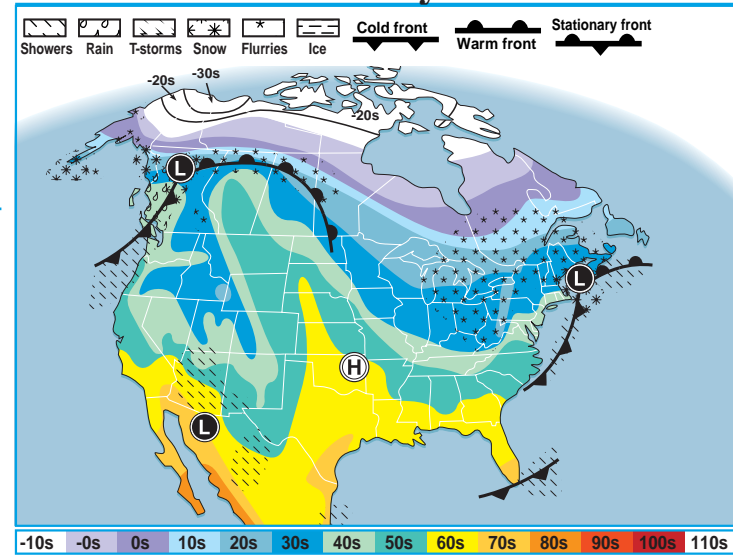 Showers Rain T-storms Snow Flurries Ice
Cold front
Warm front
Stationary front
-20s
-30s
-20s
L
L
H
L
-10s -0s 0s 10s 20s 30s 40s 50s 60s 70s 80s 90s 100s 110s